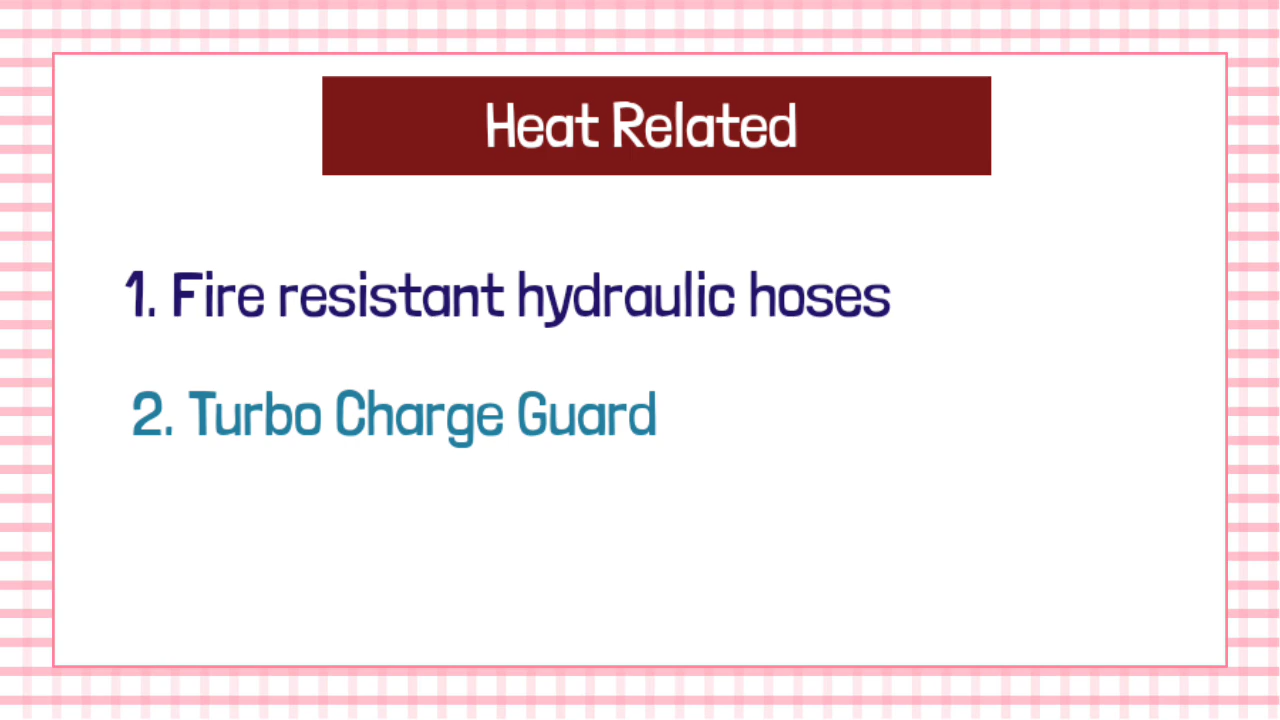 Heat Related
1. Fire resistant hydraulic hoses
2. Turbo Charge Guard